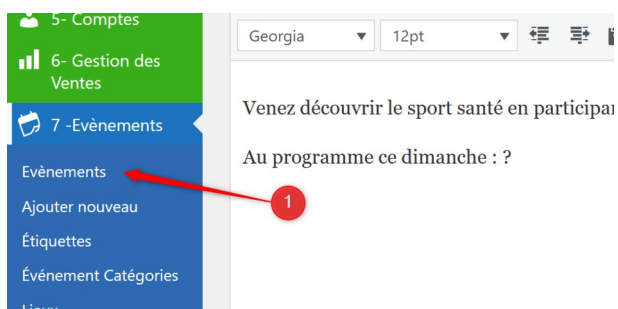 5- Comptes
6- Gestion des
Ventes
7 -Evènements
Evènements
Ajouter nouveau
Étiquettes
Événement Catégories
Georgia
12pt
Venez découvrir le sport santé en
Au programme ce dimanche : ?
1